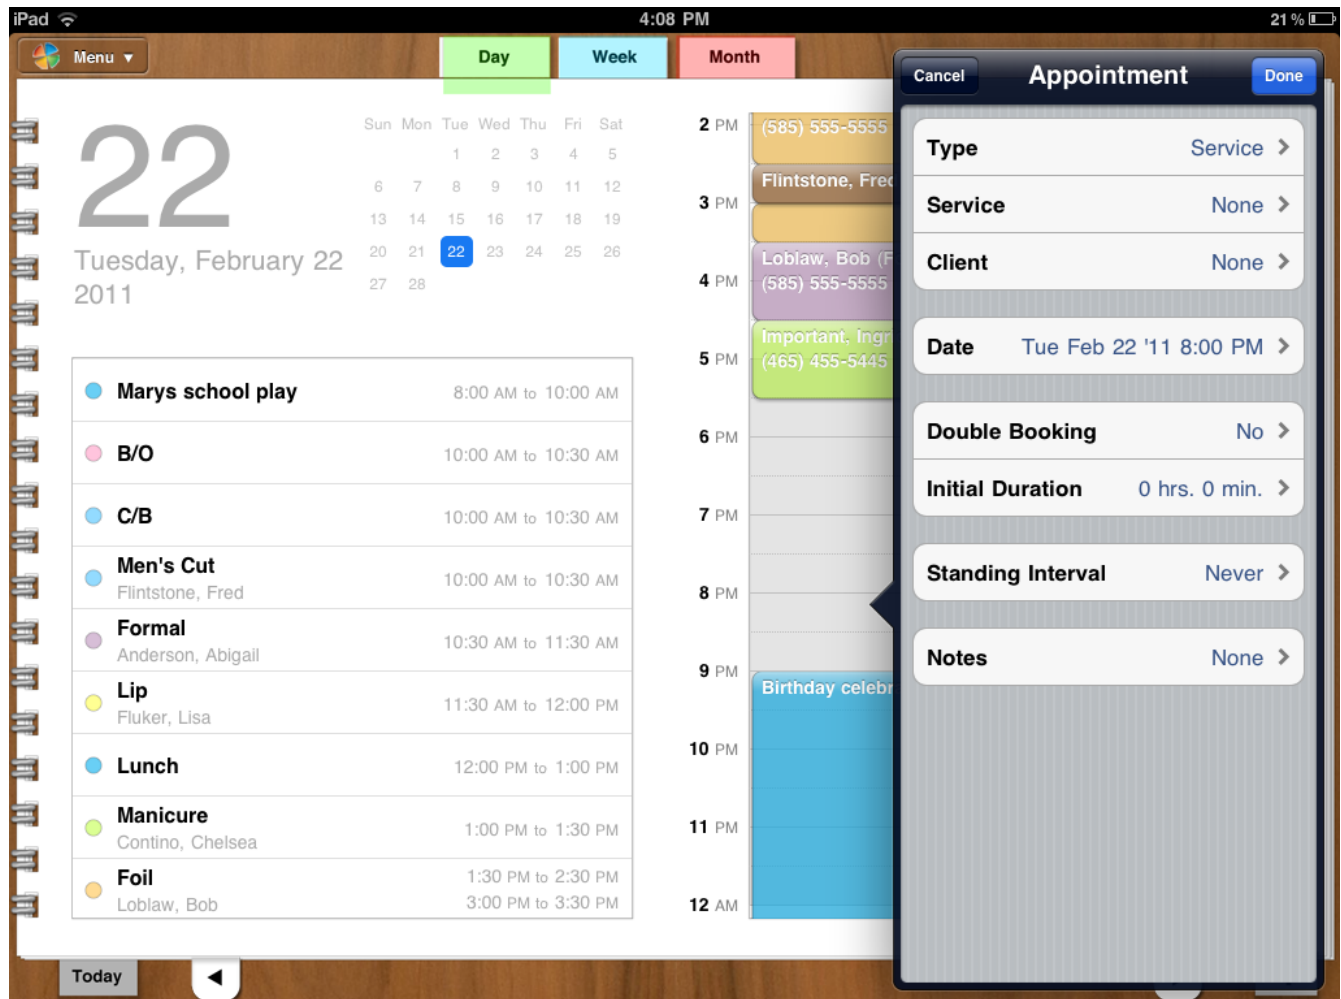 iPad 4:08 PM 21 %
Menu ▼ Day Week Month
22
Tuesday, February 22
2011
Sun Mon Tue Wed Thu Fri Sat
1 2 3 4 5
6 7 8 9 10 11 12
13 14 15 16 17 18 19
20 21 22 23 24 25 26
27 28
Marys school play 8:00 AM to 10:00 AM
B/O 10:00 AM to 10:30 AM
C/B 10:00 AM to 10:30 AM
Men's Cut
Flintstone, Fred 10:00 AM to 10:30 AM
Formal
Anderson, Abigail 10:30 AM to 11:30 AM
Lip
Fluker, Lisa 11:30 AM to 12:00 PM
Lunch 12:00 PM to 1:00 PM
Manicure
Contino, Chelsea 1:00 PM to 1:30 PM
Foil 1:30 PM to 2:30 PM
Loblaw, Bob 3:00 PM to 3:30 PM
Today
2 PM (585) 555-5555
Flintstone, Fred
3 PM
Loblaw, Bob (F
4 PM (585) 555-5555
Important, Ingr
5 PM (465) 455-5445
6 PM
7 PM
8 PM
9 PM
Birthday celebr
10 PM
11 PM
12 AM
Cancel Appointment Done
Type Service
Service None
Client None
Date Tue Feb 22 '11 8:00 PM
Double Booking No
Initial Duration 0 hrs. 0 min.
Standing Interval Never
Notes None